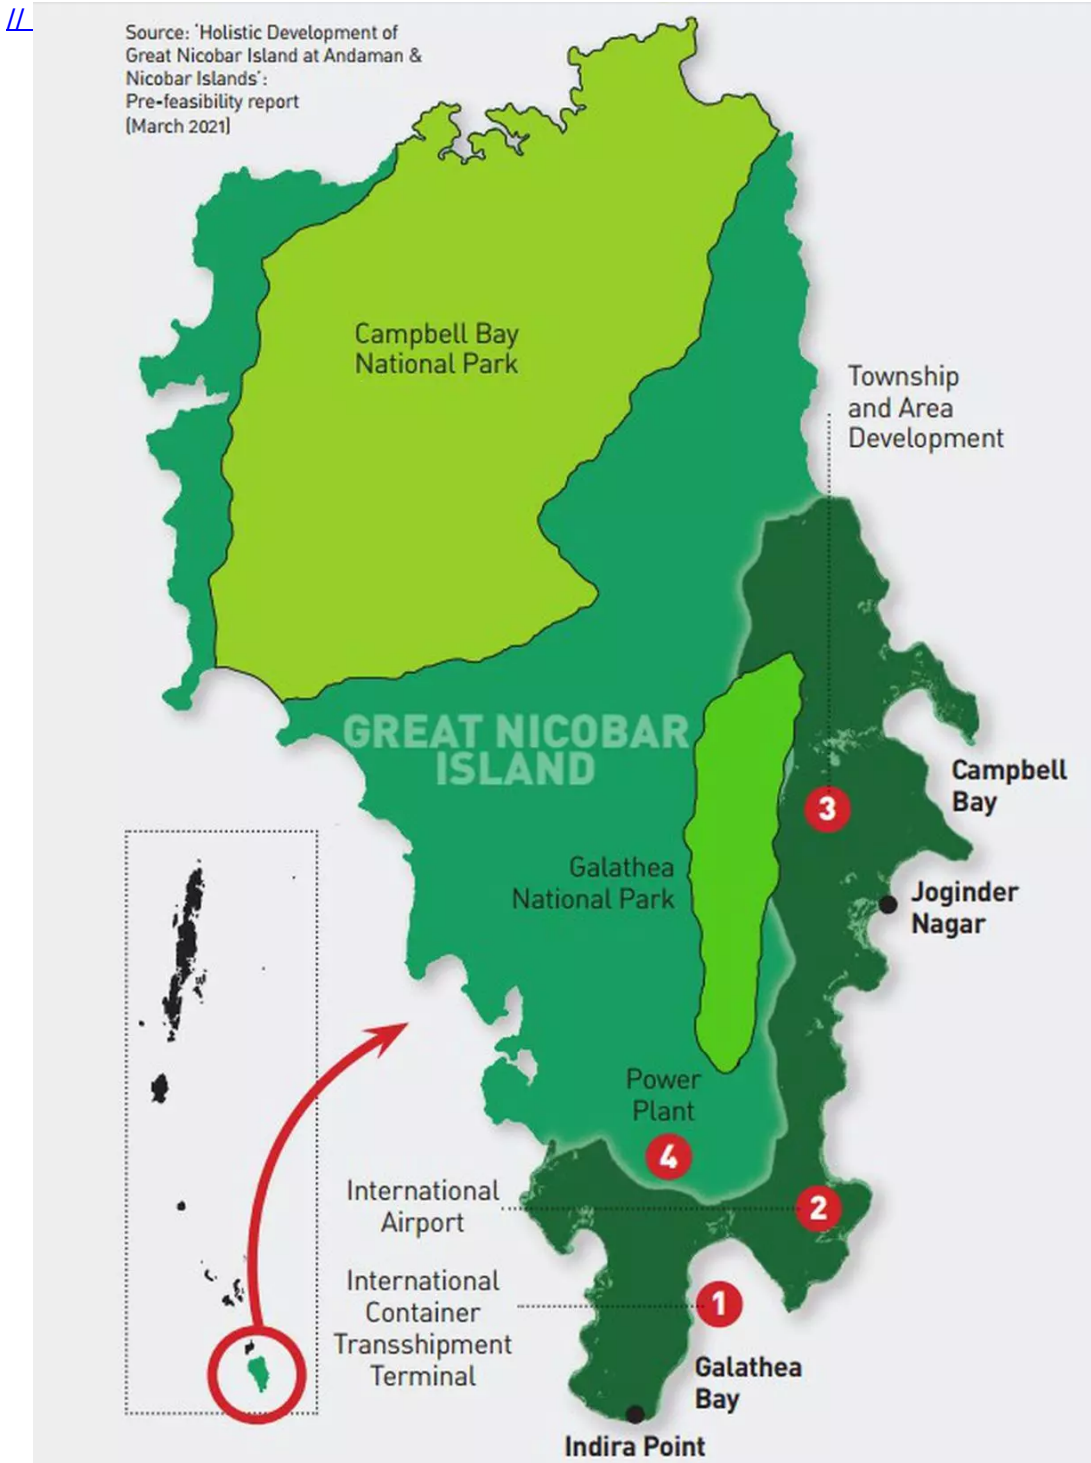 //
Source: ‘Holistic Development of
Great Nicobar Island at Andaman &
Nicobar Islands’:
Pre-feasibility report
(March 2021)
Campbell Bay
National Park
Township
and Area
Development
GREAT NICOBAR
ISLAND
Campbell
Bay
3
Galathea
National Park
Joginder
Nagar
Power
Plant
4
International
Airport
2
International
Container
Transshipment
Terminal
1
Galathea
Bay
Indira Point